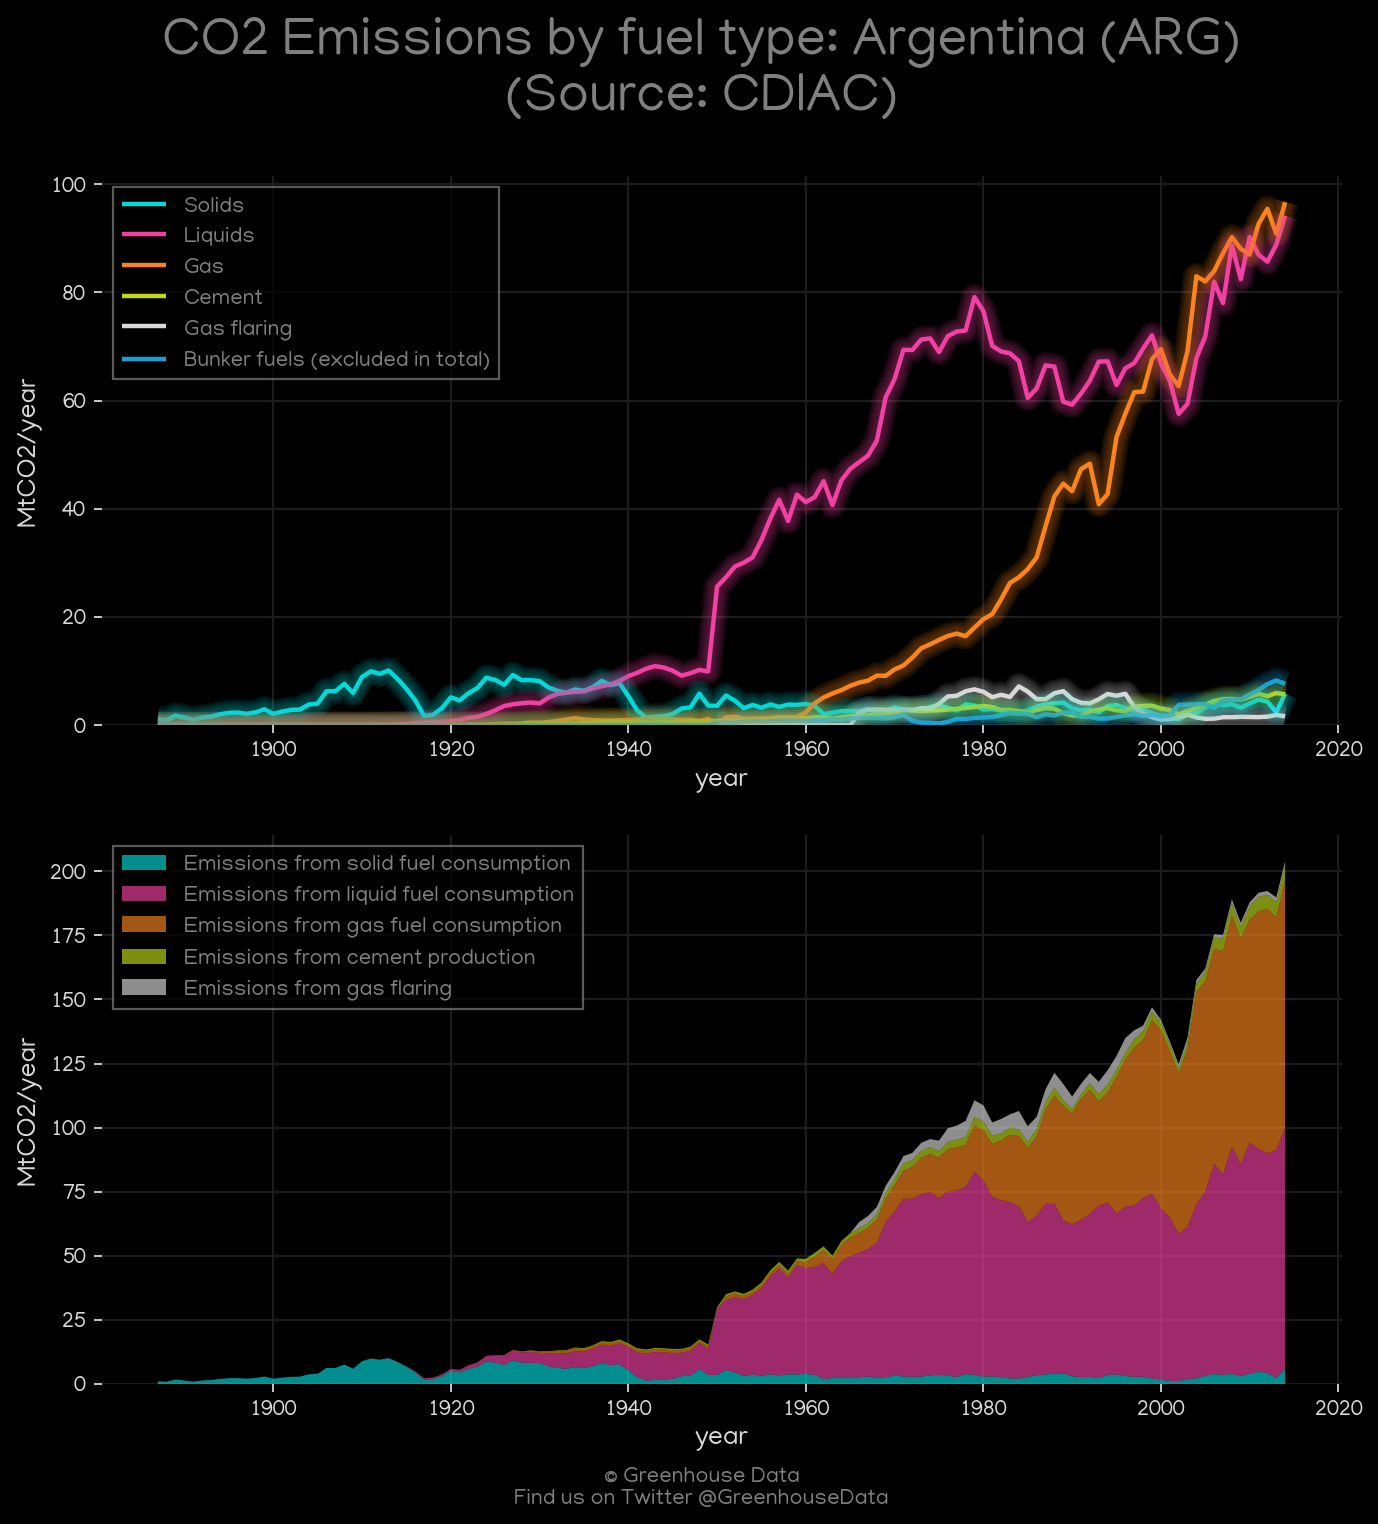 CO2 Emissions by fuel type: Argentina (ARG)
(Source: CDIAC)
100
80
60
40
20
0
MtCO2/year
Solids
Liquids
Gas
Cement
Gas flaring
Bunker fuels (excluded in total)
1900 1920 1940 1960 1980 2000 2020
year
200
175
150
125
100
75
50
25
0
MtCO2/year
Emissions from solid fuel consumption
Emissions from liquid fuel consumption
Emissions from gas fuel consumption
Emissions from cement production
Emissions from gas flaring
1900 1920 1940 1960 1980 2000 2020
year
© Greenhouse Data
Find us on Twitter @GreenhouseData